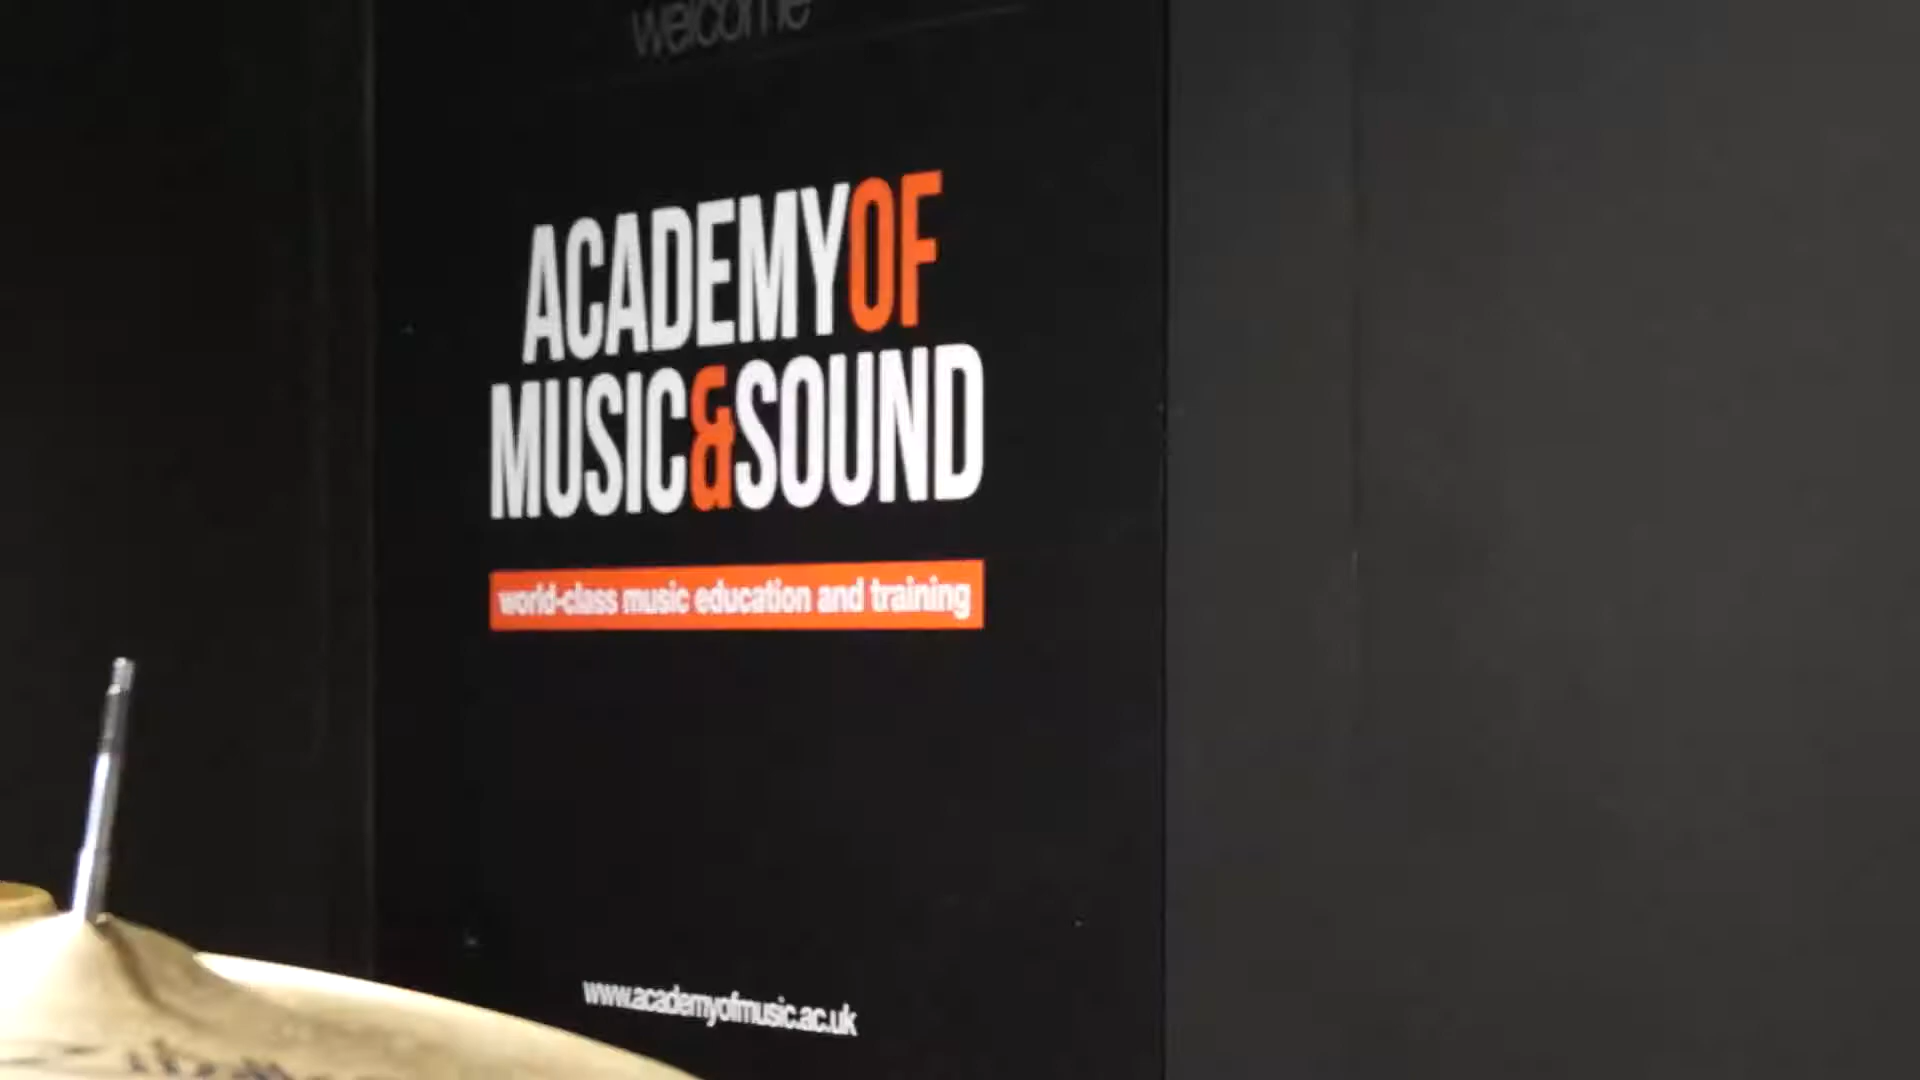 welcome
ACADEMYOF
MUSIC&SOUND
world-class music education and training
www.academyofmusic.ac.uk